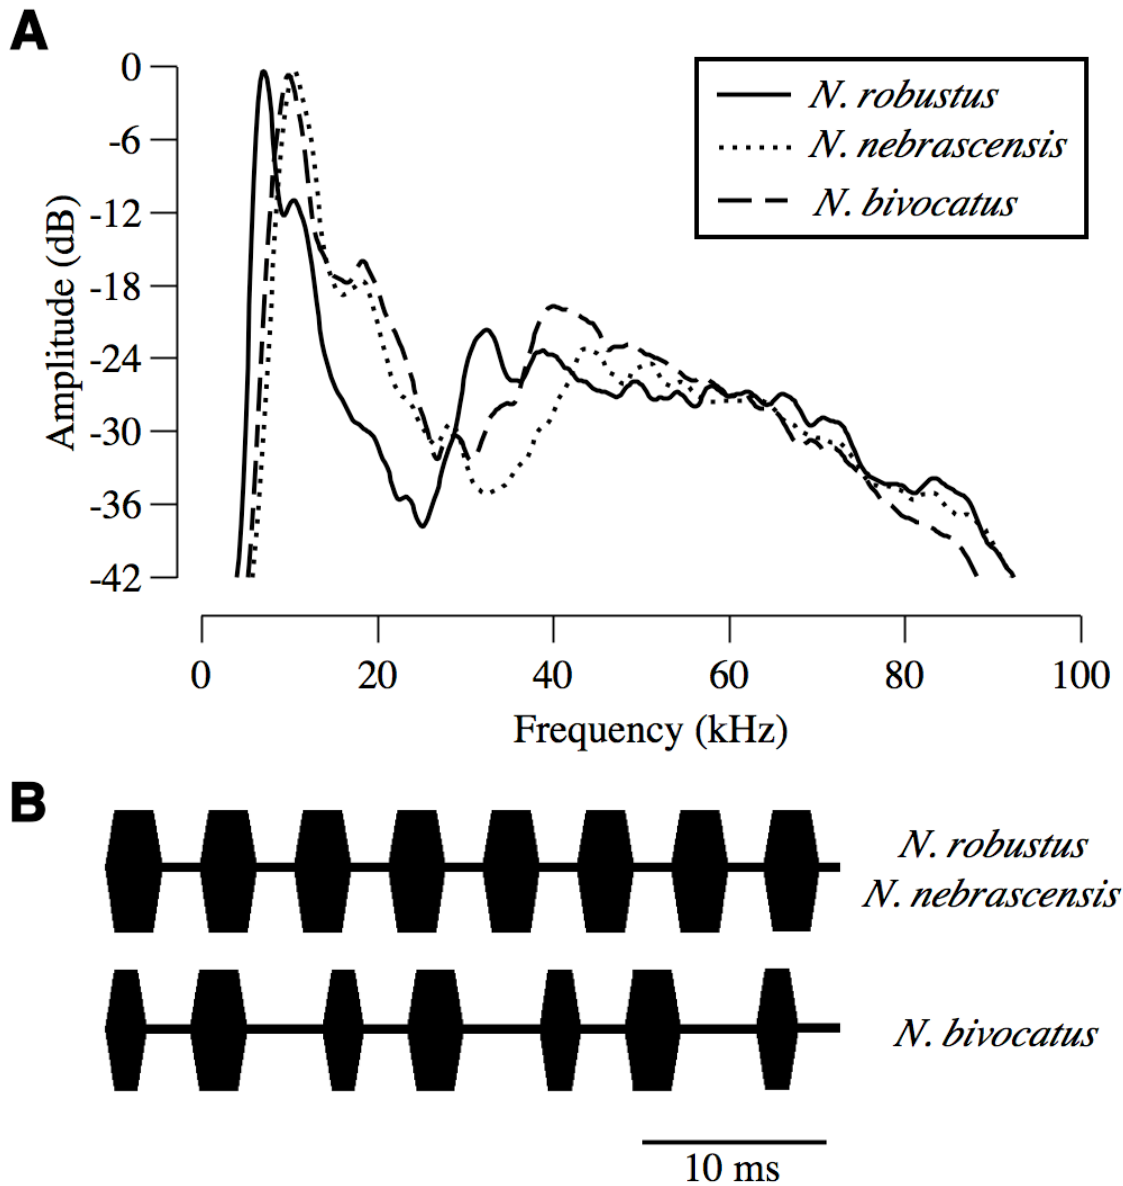 A
0
-6
-12
-18
-24
-30
-36
-42
Amplitude (dB)
N. robustus
N. nebrascensis
N. bivocatus
0 20 40 60 80 100
Frequency (kHz)
B
N. robustus
N. nebrascensis
N. bivocatus
10 ms